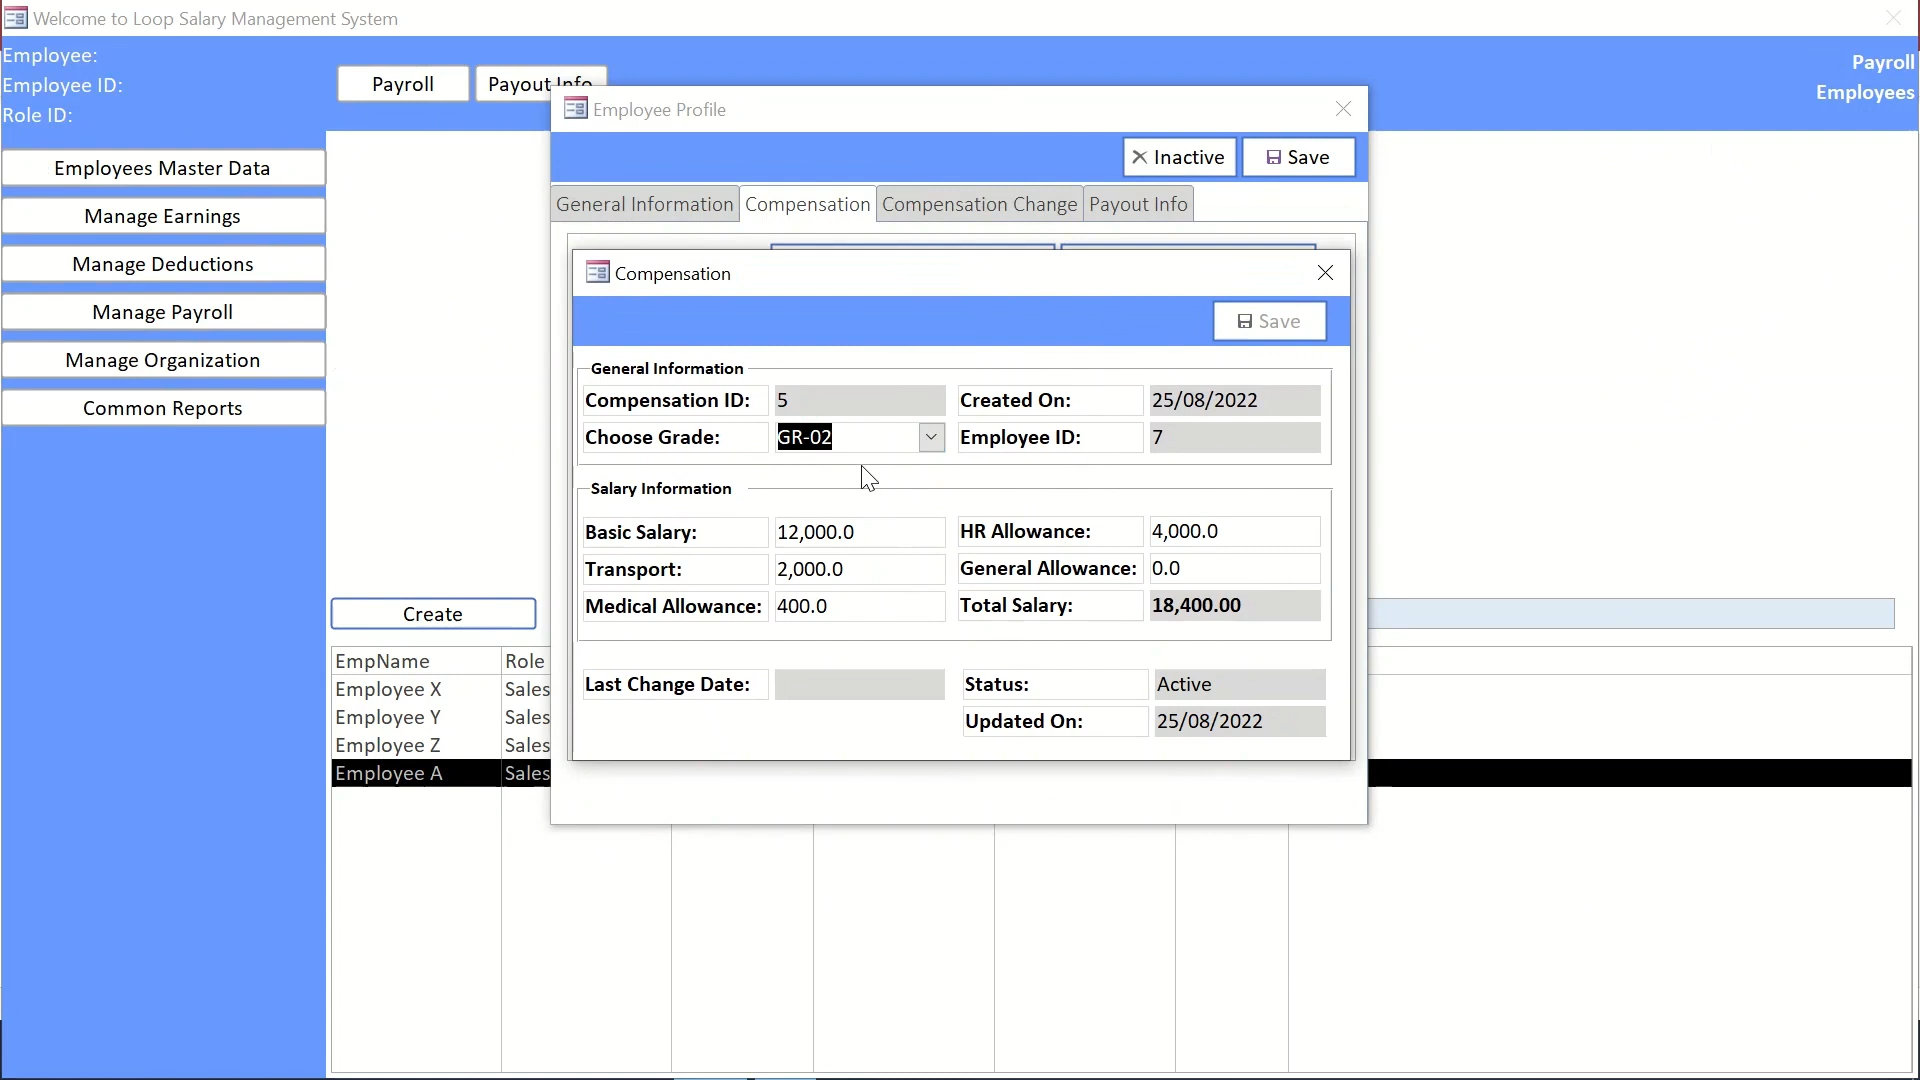 Welcome to Loop Salary Management System
Employee:
Employee ID:
Role ID:
Payroll
Payout Info
Payroll
Employees
Employees Master Data
Manage Earnings
Manage Deductions
Manage Payroll
Manage Organization
Common Reports
Employee Profile
Inactive
Save
General Information
Compensation
Compensation Change
Payout Info
Compensation
Save
General Information
Compensation ID: 5 Created On: 25/08/2022
Choose Grade: GR-02 Employee ID: 7
Salary Information
Basic Salary: 12,000.0 HR Allowance: 4,000.0
Transport: 2,000.0 General Allowance: 0.0
Medical Allowance: 400.0 Total Salary: 18,400.00
Last Change Date: Status: Active
Updated On: 25/08/2022
Create
EmpName Role
Employee X Sales
Employee Y Sales
Employee Z Sales
Employee A Sales